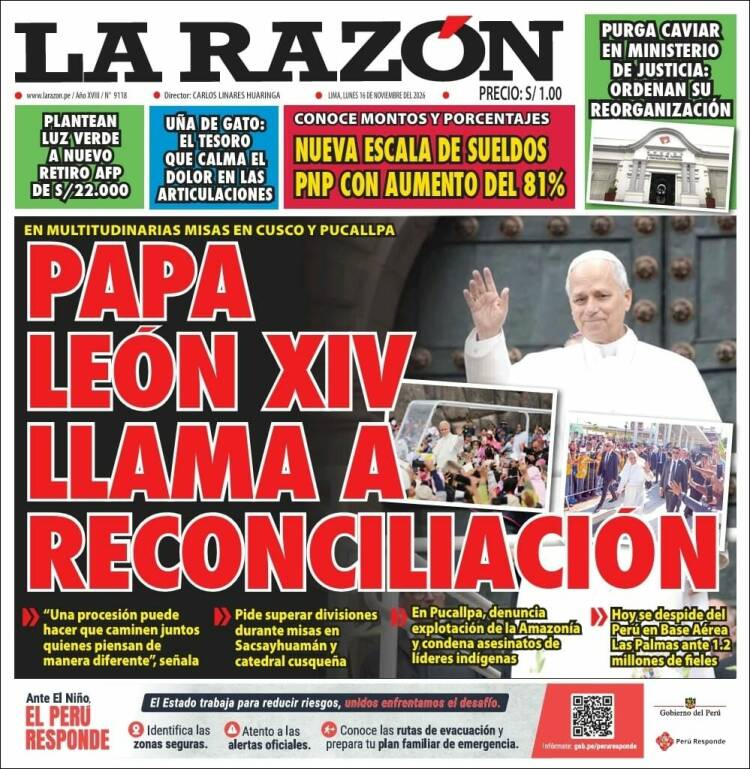 LA RAZÓN
www.larazon.pe / Año XVIII / N° 9118
Director: CARLOS LINARES HUARINGA
LIMA, LUNES 16 DE NOVIEMBRE DEL 2026
PRECIO: S/ 1.00
PURGA CAVIAR
EN MINISTERIO
DE JUSTICIA:
ORDENAN SU
REORGANIZACIÓN
PLANTEAN
LUZ VERDE
A NUEVO
RETIRO AFP
DE S/22.000
UÑA DE GATO:
EL TESORO
QUE CALMA EL
DOLOR EN LAS
ARTICULACIONES
CONOCE MONTOS Y PORCENTAJES
NUEVA ESCALA DE SUELDOS
PNP CON AUMENTO DEL 81%
EN MULTITUDINARIAS MISAS EN CUSCO Y PUCALLPA
PAPA
LEÓN XIV
LLAMA A
RECONCILIACIÓN
"Una procesión puede
hacer que caminen juntos
quienes piensan de
manera diferente", señala
Pide superar divisiones
durante misas en
Sacsayhuamán y
catedral cusqueña
En Pucallpa, denuncia
explotación de la Amazonía
y condena asesinatos de
líderes indígenas
Hoy se despide del
Perú en Base Aérea
Las Palmas ante 1.2
millones de fieles
Ante El Niño,
EL PERÚ
RESPONDE
El Estado trabaja para reducir riesgos, unidos enfrentamos el desafío.
Identifica las
zonas seguras.
Atento a las
alertas oficiales.
Conoce las rutas de evacuación y
prepara tu plan familiar de emergencia.
Infórmate: gob.pe/peruresponde
Gobierno del Perú
Perú Responde